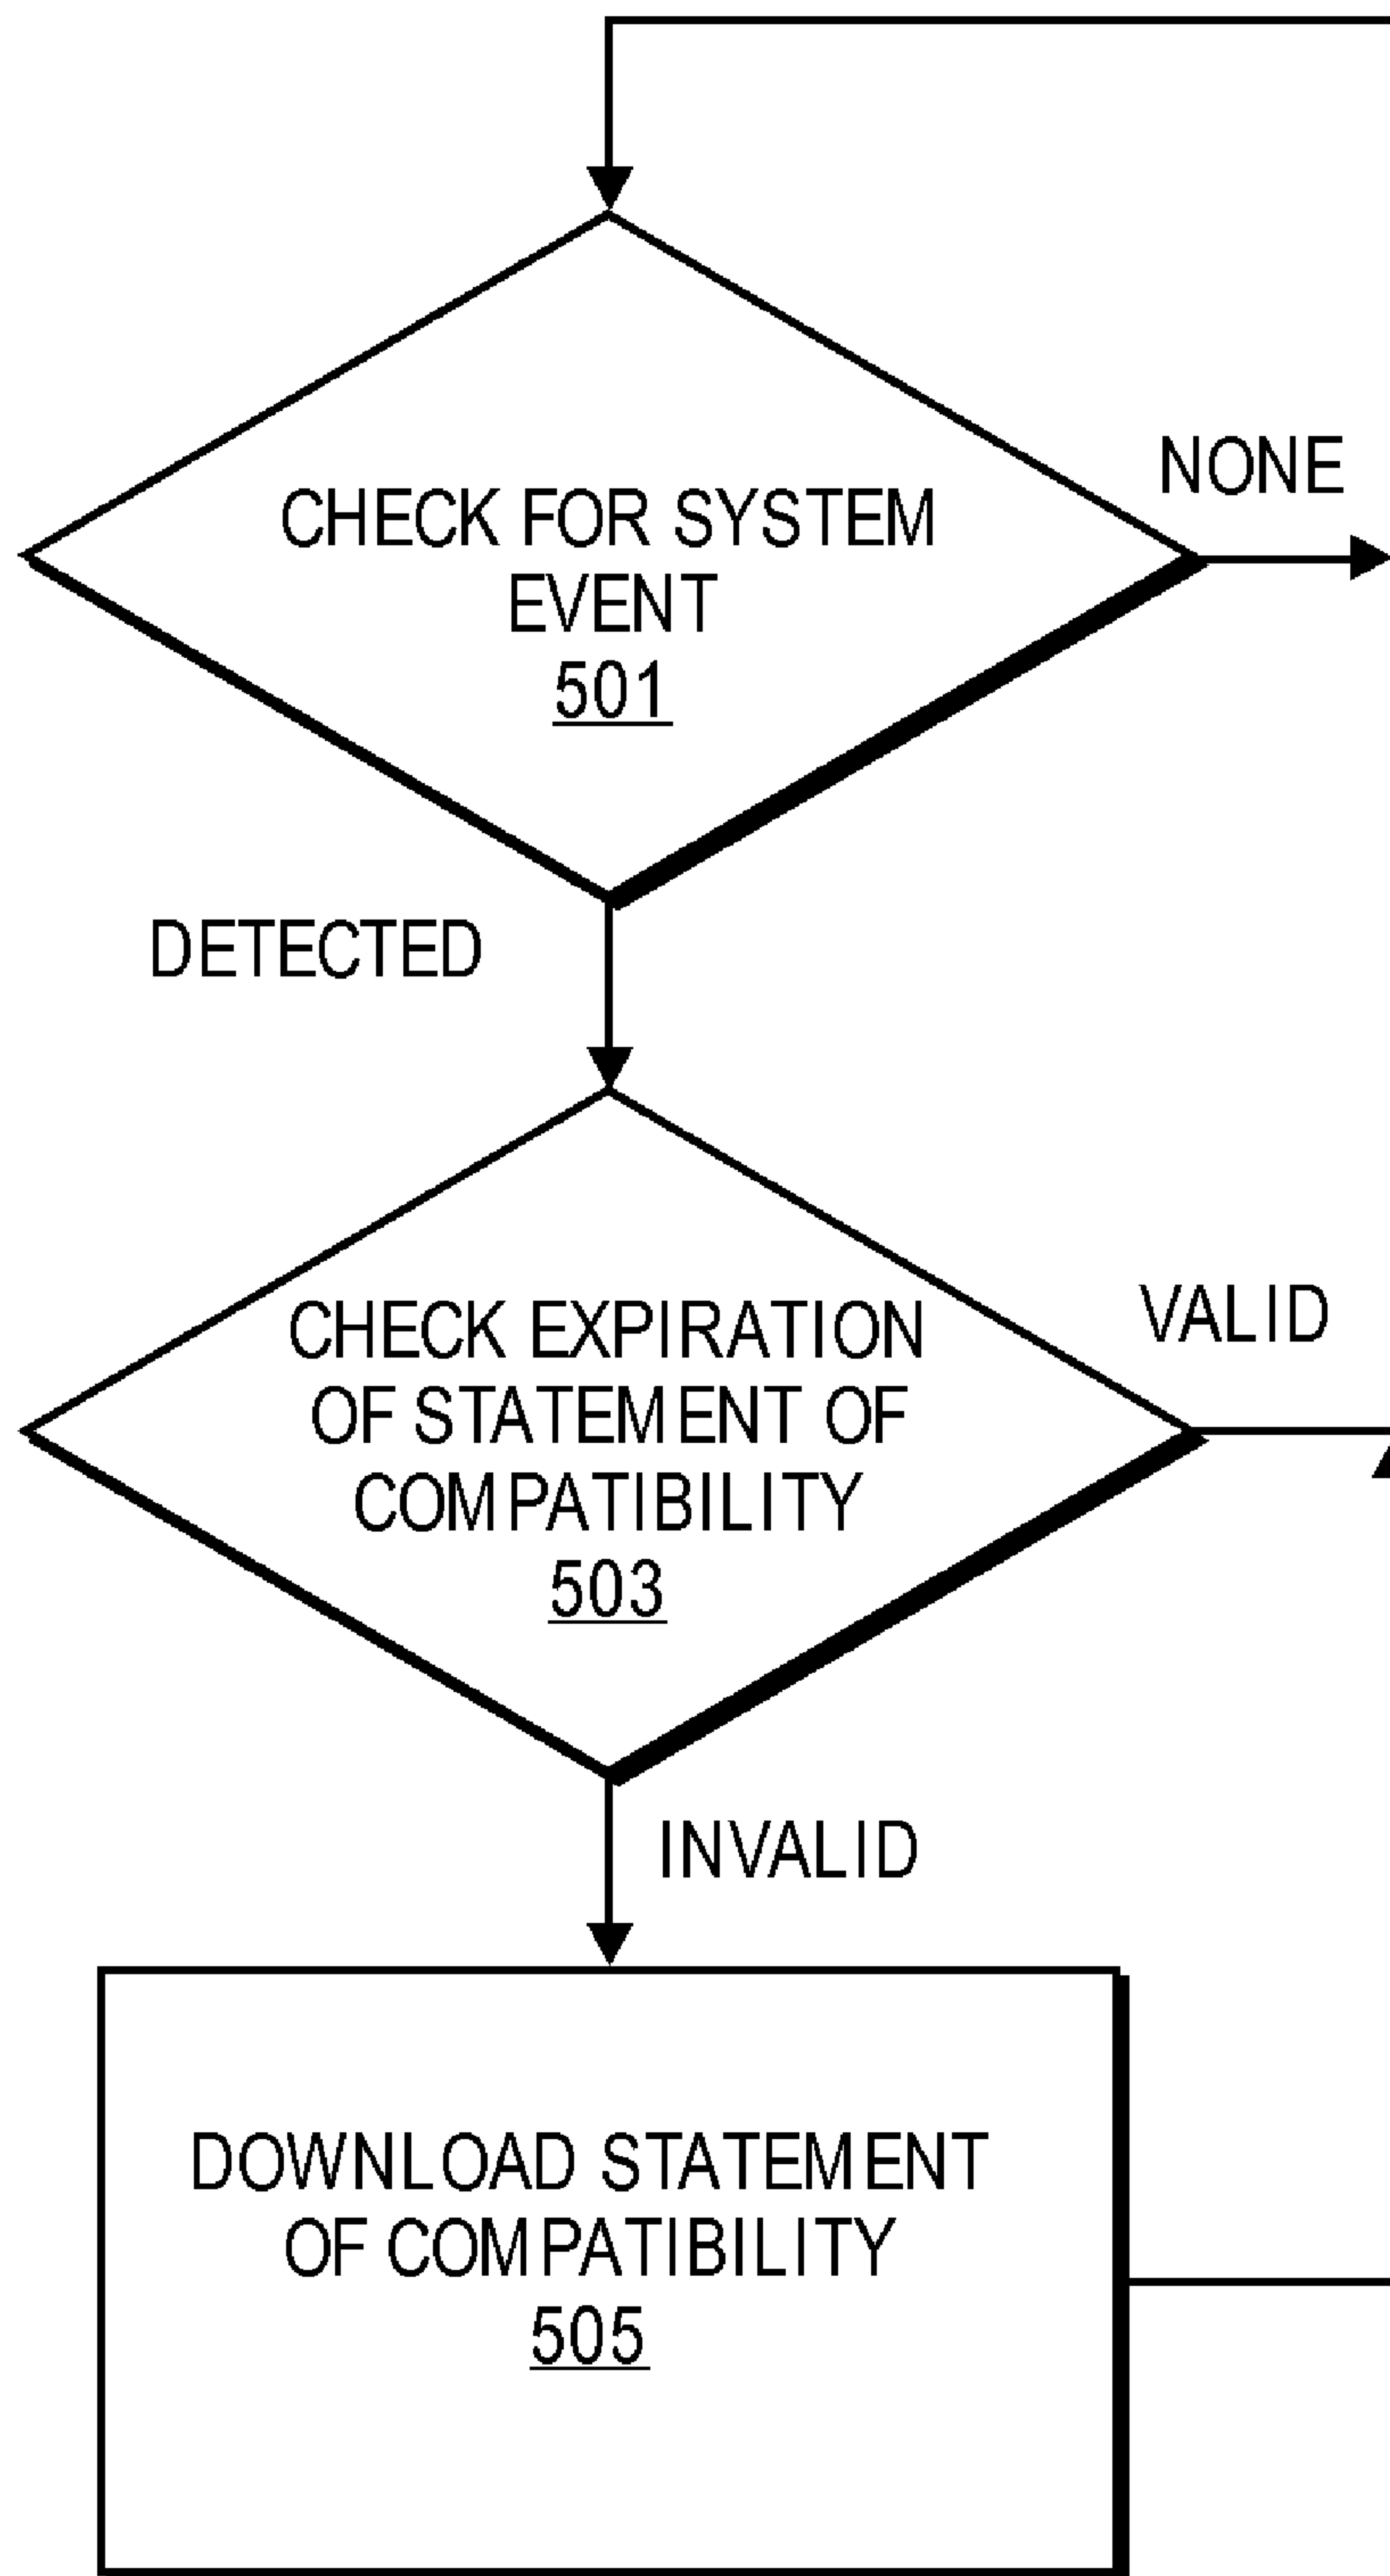 CHECK FOR SYSTEM
EVENT
501
NONE
DETECTED
CHECK EXPIRATION
OF STATEMENT OF
COMPATIBILITY
503
VALID
INVALID
DOWNLOAD STATEMENT
OF COMPATIBILITY
505